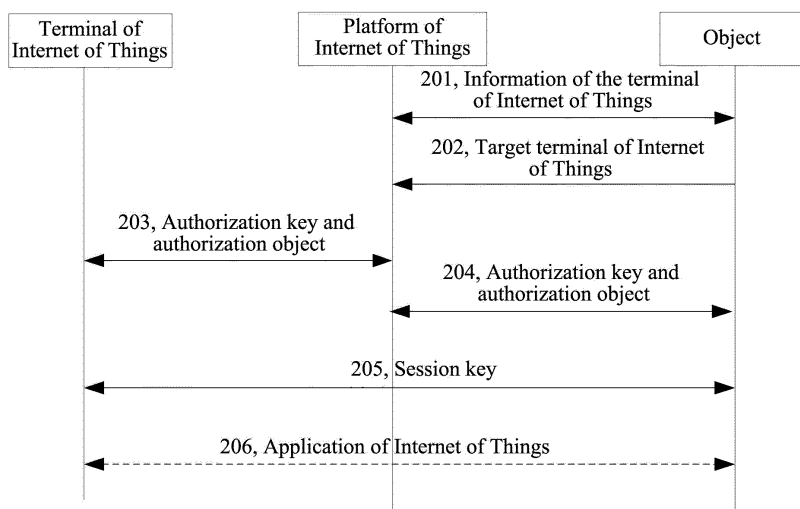 Terminal of
Internet of Things
Platform of
Internet of Things
Object
201, Information of the terminal
of Internet of Things
202, Target terminal of Internet
of Things
203, Authorization key and
authorization object
204, Authorization key and
authorization object
205, Session key
206, Application of Internet of Things